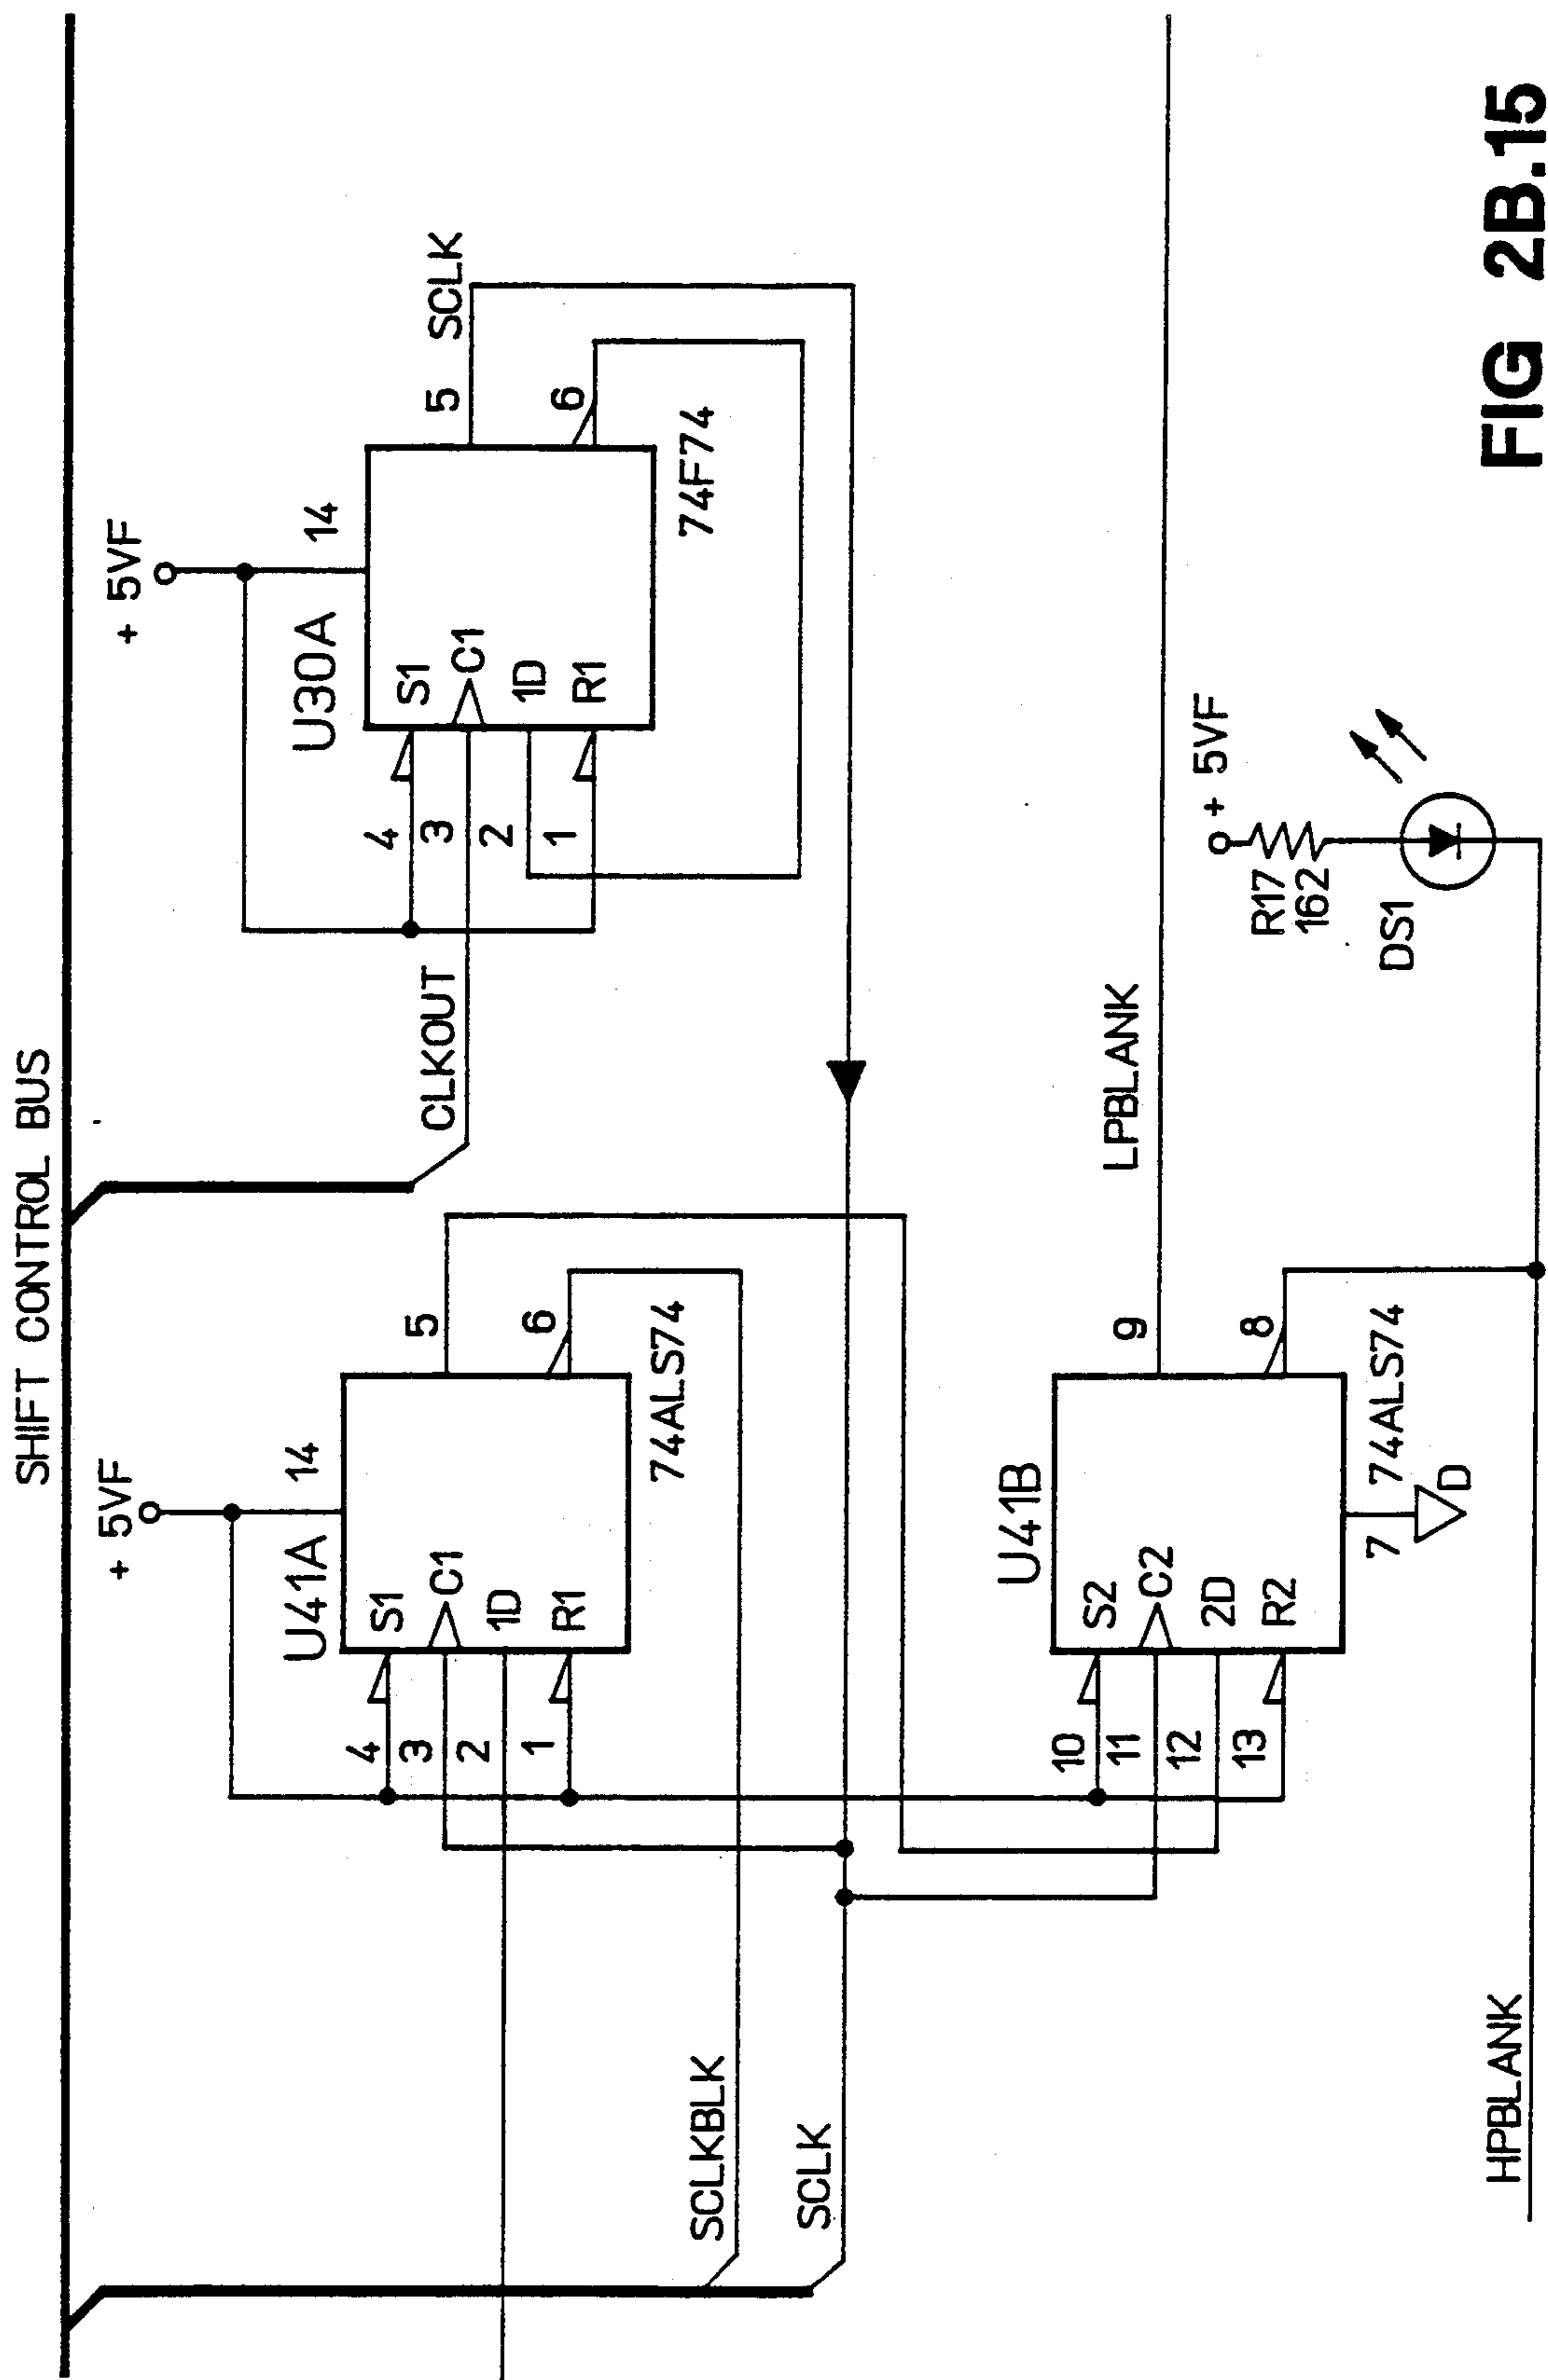 SHIFT CONTROL BUS
+ 5VF
14
U41A
S1
C1
1D
R1
4
3
2
1
5
6
74ALS74
CLKOUT
+ 5VF
14
U30A
S1
C1
1D
R1
4
3
2
1
5
SCLK
6
74F74
SCLKBLK
SCLK
U41B
S2
C2
2D
R2
10
11
12
13
9
LPBLANK
8
74ALS74
7
D
+ 5VF
R17
162
DS1
HPBLANK
FIG 2B.15